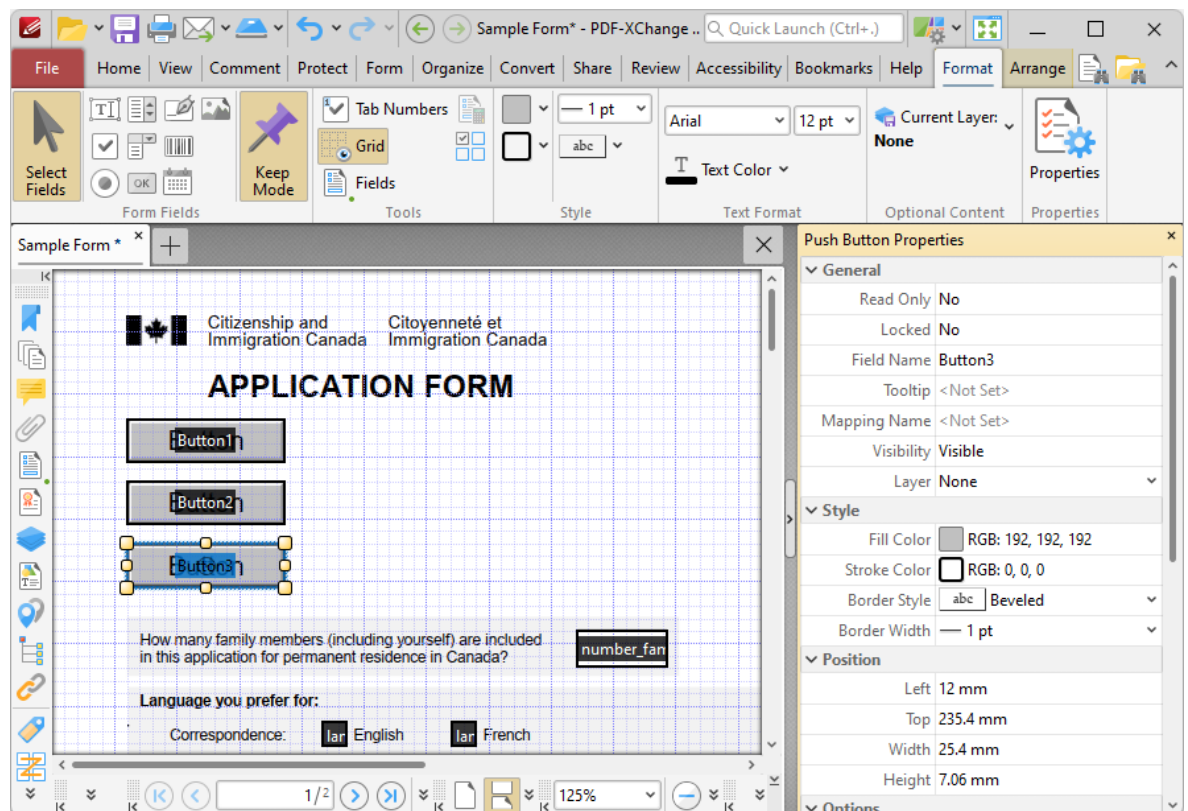 Sample Form* - PDF-XChange ..
Quick Launch (Ctrl+.)
File Home View Comment Protect Form Organize Convert Share Review Accessibility Bookmarks Help Format Arrange
Select Fields
OK
Keep Mode
Tab Numbers
Grid
Fields
1 pt
abc
Arial
12 pt
T Text Color
Current Layer:
None
Properties
Form Fields Tools Style Text Format Optional Content Properties
Sample Form *
Push Button Properties
Citizenship and Immigration Canada
Citoyenneté et Immigration Canada
APPLICATION FORM
Button1
Button2
Button3
How many family members (including yourself) are included
in this application for permanent residence in Canada?
number_fan
Language you prefer for:
Correspondence: lar English lar French
1/2
125%
General
Read Only No
Locked No
Field Name Button3
Tooltip <Not Set>
Mapping Name <Not Set>
Visibility Visible
Layer None
Style
Fill Color RGB: 192, 192, 192
Stroke Color RGB: 0, 0, 0
Border Style abc Beveled
Border Width 1 pt
Position
Left 12 mm
Top 235.4 mm
Width 25.4 mm
Height 7.06 mm
Options